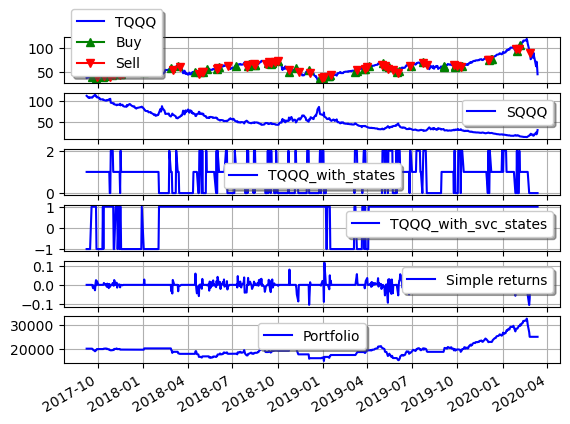 TQQQ
Buy
Sell
100
50
SQQQ
100
50
TQQQ_with_states
2
0
TQQQ_with_svc_states
1
−1
Simple returns
0.1
0.0
−0.1
Portfolio
30000
20000
2017-10 2018-01 2018-04 2018-07 2018-10 2019-01 2019-04 2019-07 2019-10 2020-01 2020-04